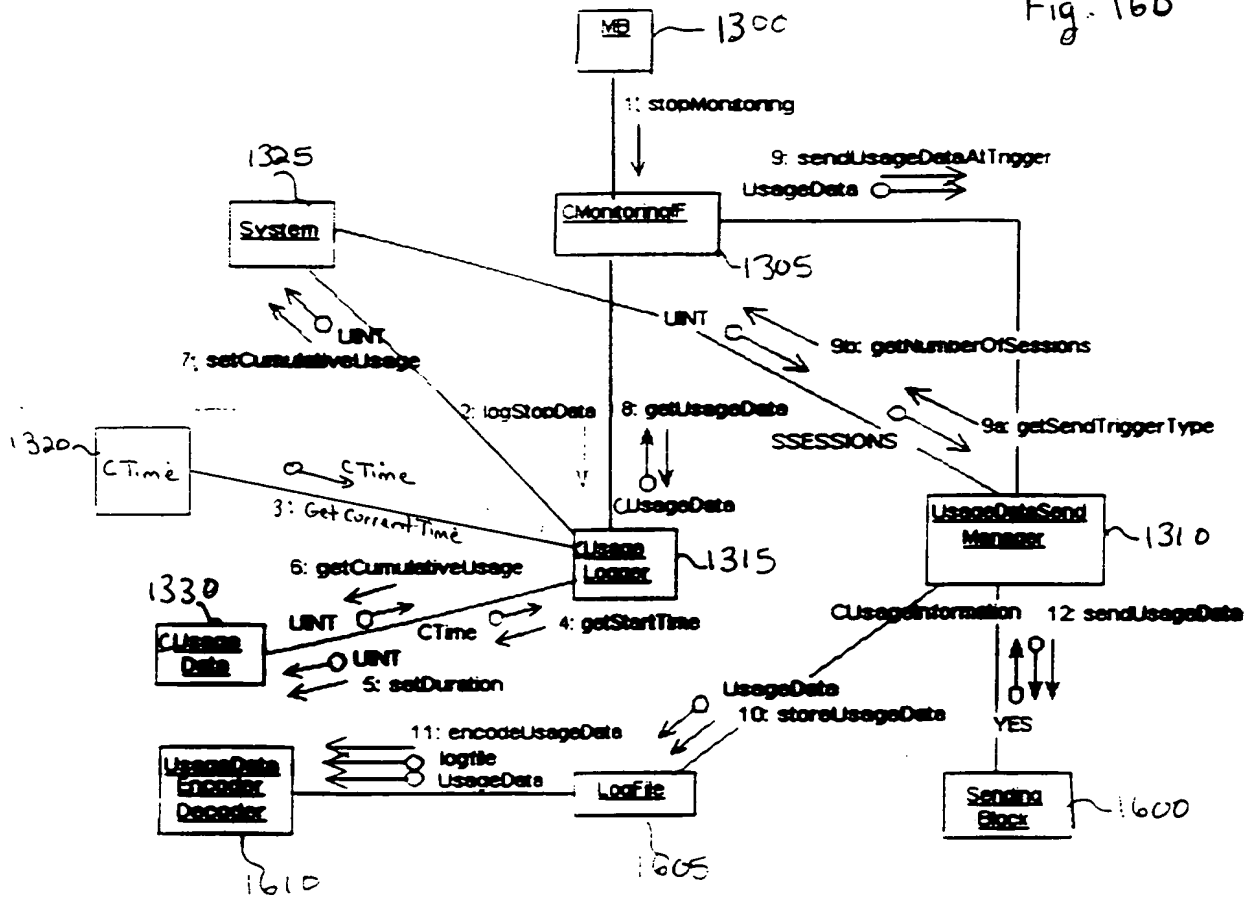 Fig. 16b
MB
1300
1: stopMonitoring
9: sendUsageDataAtTrigger
UsageData
1325
System
CMonitoringIF
1305
UINT
7: setCumulativeUsage
UINT
9b: getNumberOfSessions
2: logStopData
8: getUsageData
9a: getSendTriggerType
SSESSIONS
1320
CTime
CTime
3: Get Current Time
CUsageData
CUsage
Logger
1315
UsageDataSend
Manager
1310
6: getCumulativeUsage
1330
UINT
CTime
4: getStartTime
CUsage
Data
UINT
5: setDuration
CUsageInformation
12: sendUsageData
UsageData
10: storeUsageData
YES
11: encodeUsageData
logfile
UsageData
UsageData
Encoder
Decoder
LogFile
Sending
Block
1600
1605
1610